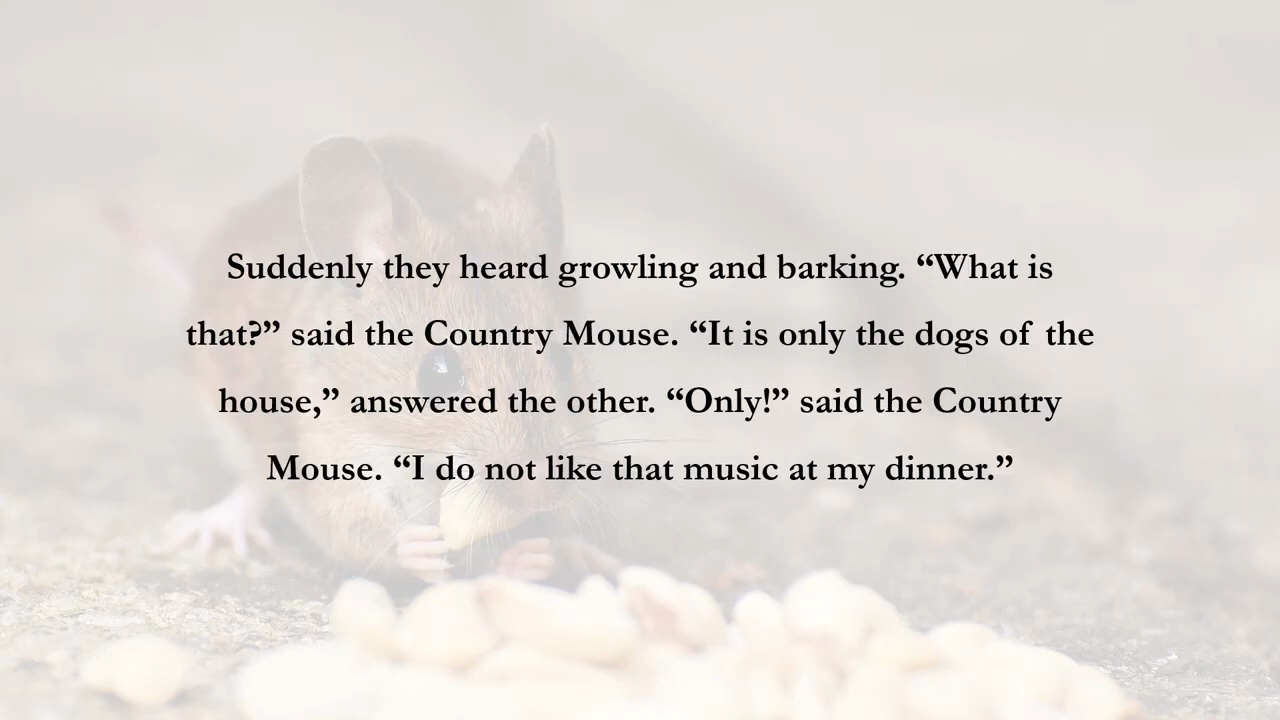 Suddenly they heard growling and barking. “What is
that?” said the Country Mouse. “It is only the dogs of the
house,” answered the other. “Only!” said the Country
Mouse. “I do not like that music at my dinner.”